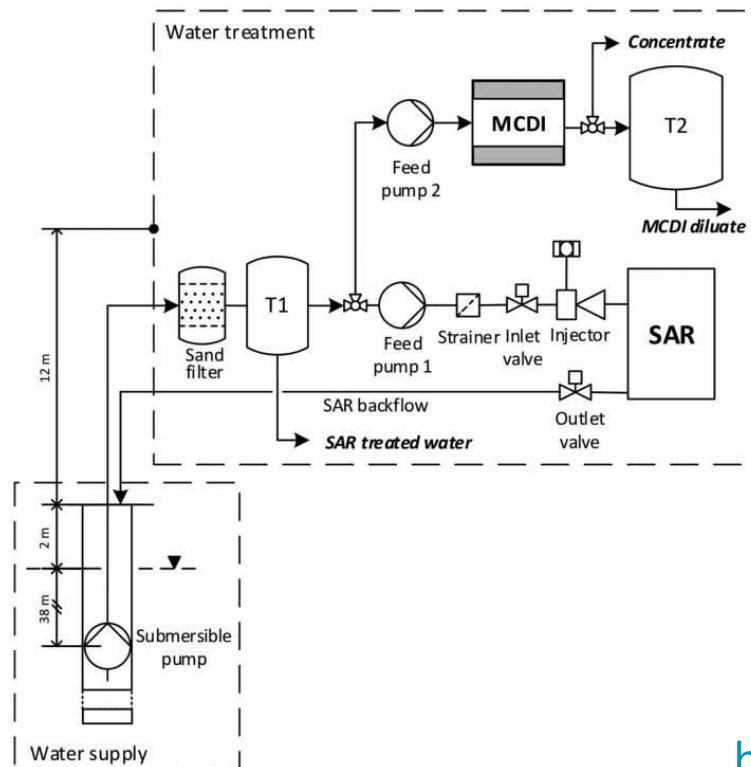 Water treatment
Concentrate
MCDI
T2
Feed
pump 2
MCDI diluate
T1
Sand
filter
Feed
pump 1
Strainer
Inlet
valve
Injector
SAR
12 m
SAR backflow
Outlet
valve
SAR treated water
2 m
38 m
Submersible
pump
Water supply